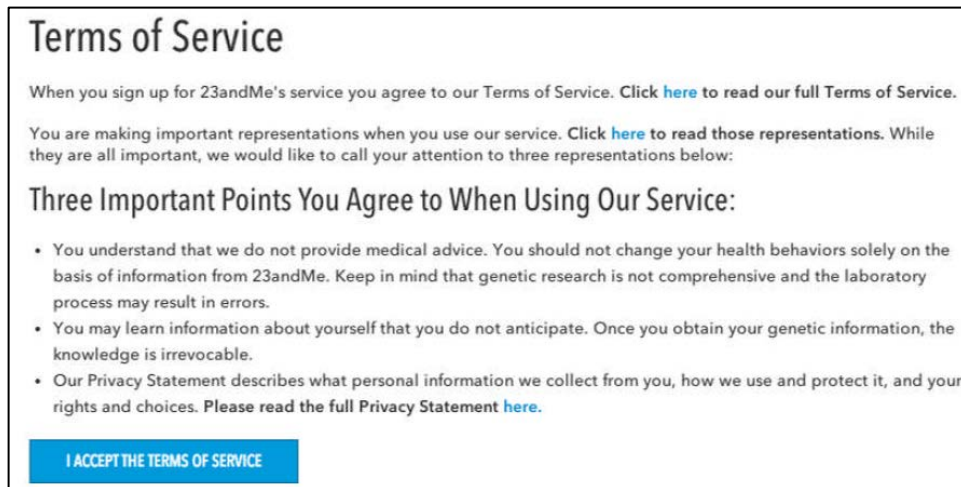 Terms of Service
When you sign up for 23andMe's service you agree to our Terms of Service. Click here to read our full Terms of Service.
You are making important representations when you use our service. Click here to read those representations. While
they are all important, we would like to call your attention to three representations below:
Three Important Points You Agree to When Using Our Service:
• You understand that we do not provide medical advice. You should not change your health behaviors solely on the
basis of information from 23andMe. Keep in mind that genetic research is not comprehensive and the laboratory
process may result in errors.
• You may learn information about yourself that you do not anticipate. Once you obtain your genetic information, the
knowledge is irrevocable.
• Our Privacy Statement describes what personal information we collect from you, how we use and protect it, and your
rights and choices. Please read the full Privacy Statement here.
I ACCEPT THE TERMS OF SERVICE